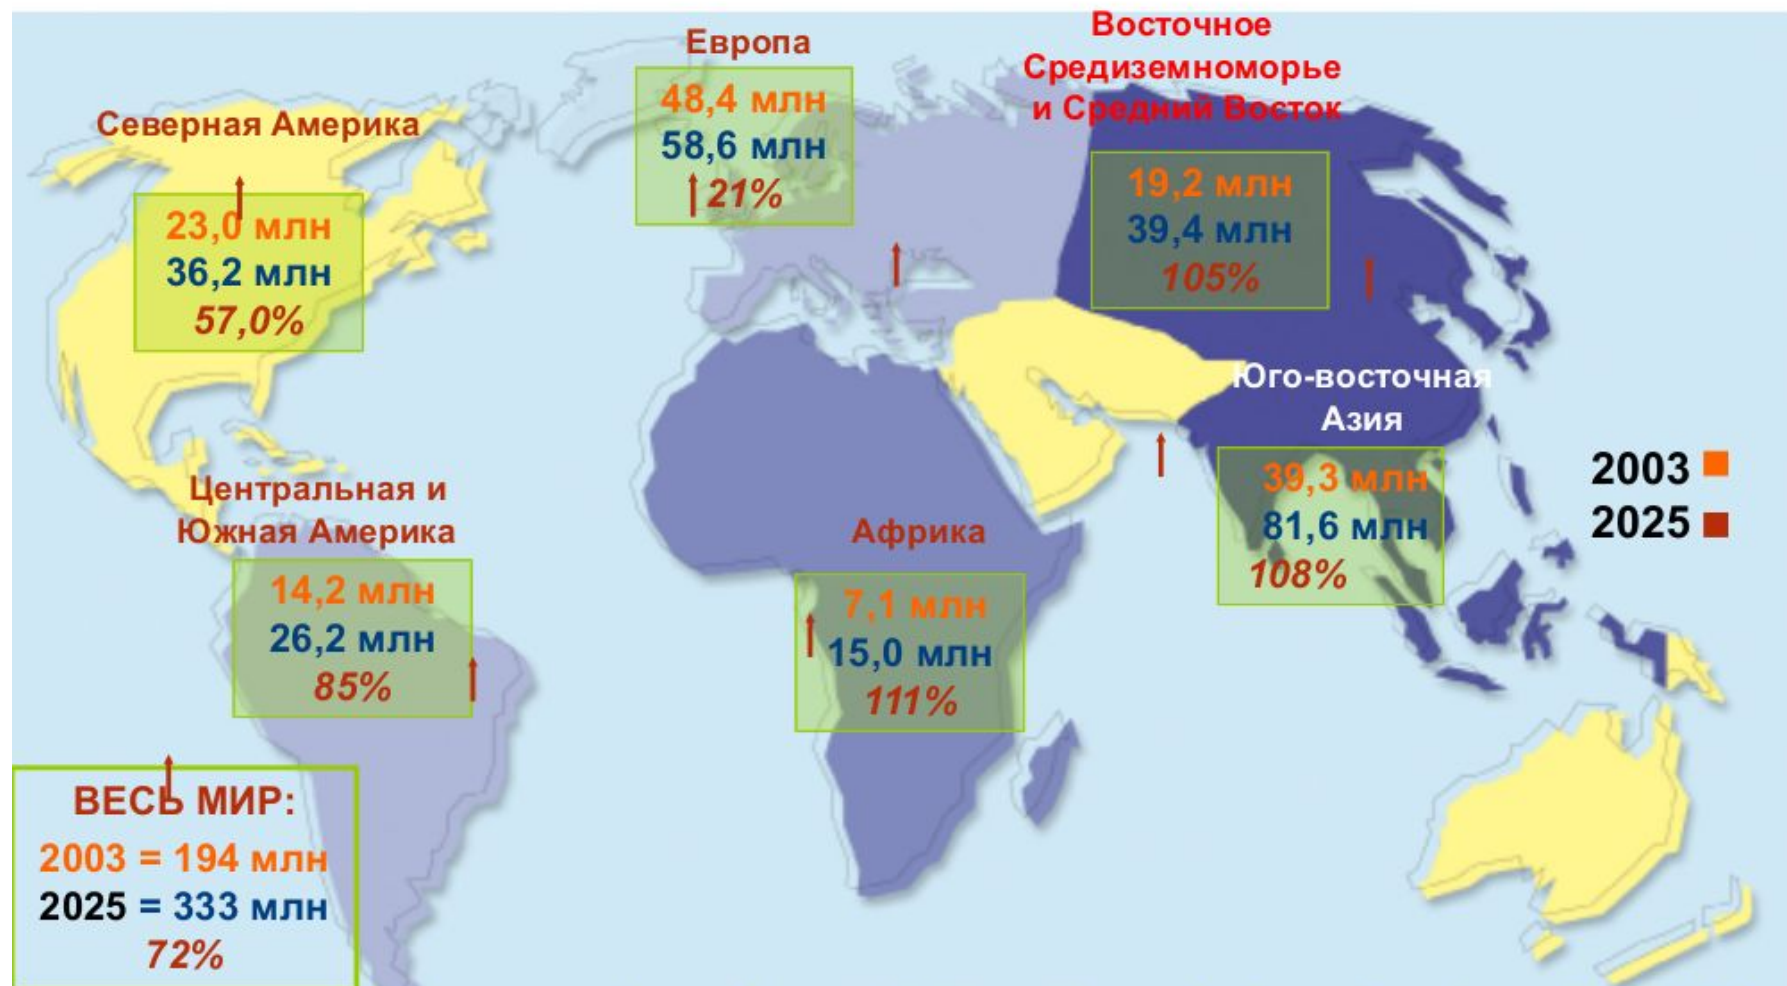 Восточное
Средиземноморье
и Средний Восток
19,2 млн
39,4 млн
105%
Европа
48,4 млн
58,6 млн
21%
Северная Америка
23,0 млн
36,2 млн
57,0%
Юго-восточная
Азия
39,3 млн
81,6 млн
108%
2003
2025
Центральная и
Южная Америка
14,2 млн
26,2 млн
85%
Африка
7,1 млн
15,0 млн
111%
ВЕСЬ МИР:
2003 = 194 млн
2025 = 333 млн
72%